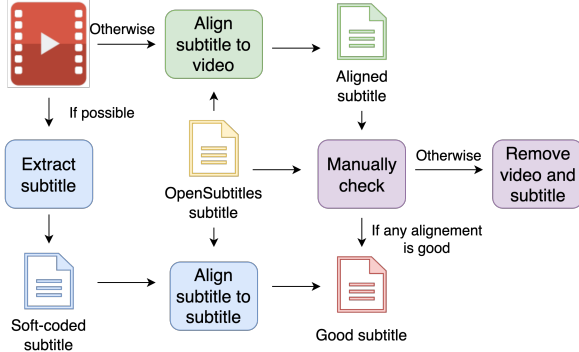 Otherwise
Align
subtitle to
video
Aligned
subtitle
If possible
Extract
subtitle
OpenSubtitles
subtitle
Manually
check
Otherwise
Remove
video and
subtitle
If any alignement
is good
Soft-coded
subtitle
Align
subtitle to
subtitle
Good subtitle